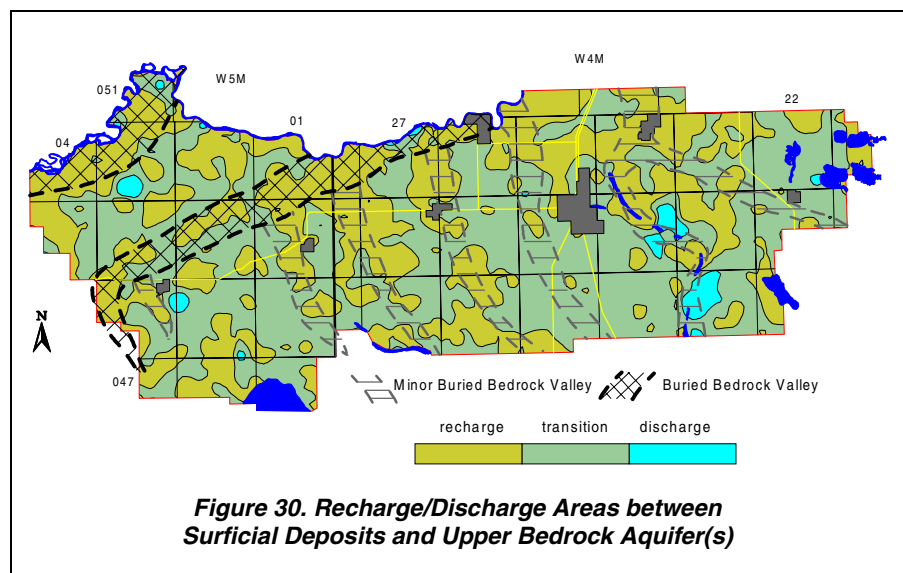 W4M
W5M
051
22
01
27
04
N
047
Minor Buried Bedrock Valley
Buried Bedrock Valley
recharge transition discharge
Figure 30. Recharge/Discharge Areas between
Surficial Deposits and Upper Bedrock Aquifer(s)